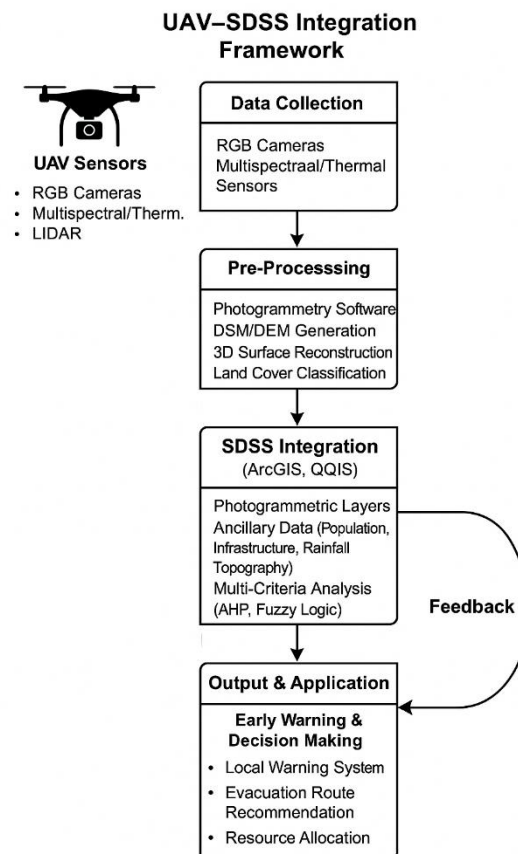 UAV–SDSS Integration
Framework
UAV Sensors
• RGB Cameras
• Multispectral/Therm.
• LIDAR
Data Collection
RGB Cameras
Multispectraal/Thermal
Sensors
Pre-Processsing
Photogrammetry Software
DSM/DEM Generation
3D Surface Reconstruction
Land Cover Classification
SDSS Integration
(ArcGIS, QQIS)
Photogrammetric Layers
Ancillary Data (Population,
Infrastructure, Rainfall
Topography)
Multi-Criteria Analysis
(AHP, Fuzzy Logic)
Feedback
Output & Application
Early Warning &
Decision Making
• Local Warning System
• Evacuation Route
Recommendation
• Resource Allocation